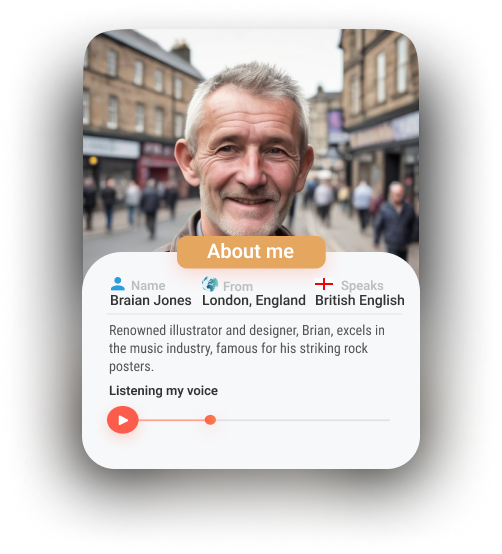 About me
Name From Speaks
Braian Jones London, England British English
Renowned illustrator and designer, Brian, excels in
the music industry, famous for his striking rock
posters.
Listening my voice